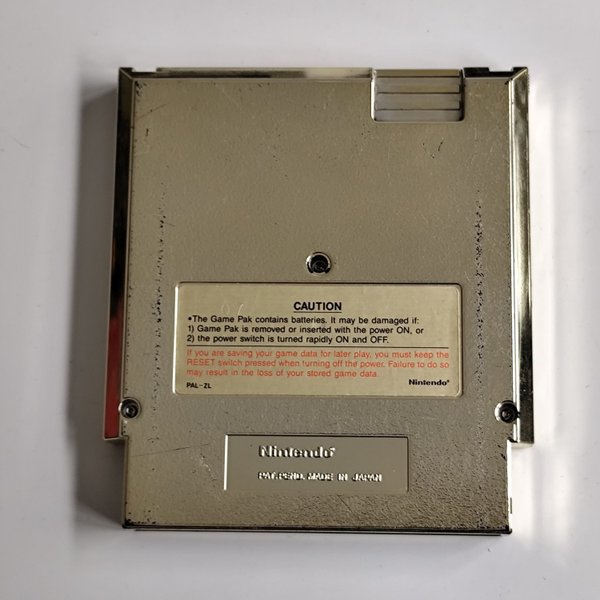 CAUTION
•The Game Pak contains batteries. It may be damaged if:
1) Game Pak is removed or inserted with the power ON, or
2) the power switch is turned rapidly ON and OFF.
If you are saving your game data for later play, you must keep the
RESET switch pressed when turning off the power. Failure to do so
may result in the loss of your stored game data.
PAL-ZL Nintendo®
Nintendo®
PAT.PEND. MADE IN JAPAN